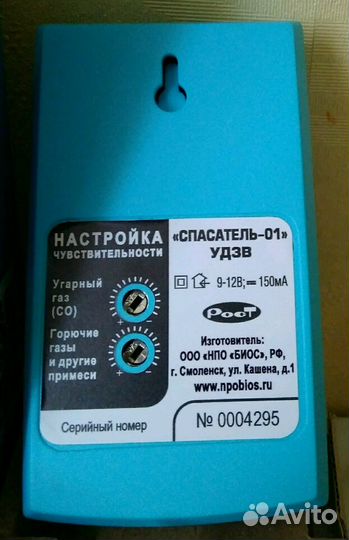 НАСТРОЙКА
ЧУВСТВИТЕЛЬНОСТИ
Угарный
газ
(СО)
+ -
Горючие
газы
и другие
примеси
+ -
Серийный номер
«СПАСАТЕЛЬ-01»
УДЗВ
9-12В; 150мА
РосТ
Изготовитель:
ООО «НПО «БИОС», РФ,
г. Смоленск, ул. Кашена, д.1
www.npobios.ru
№ 0004295
Avito